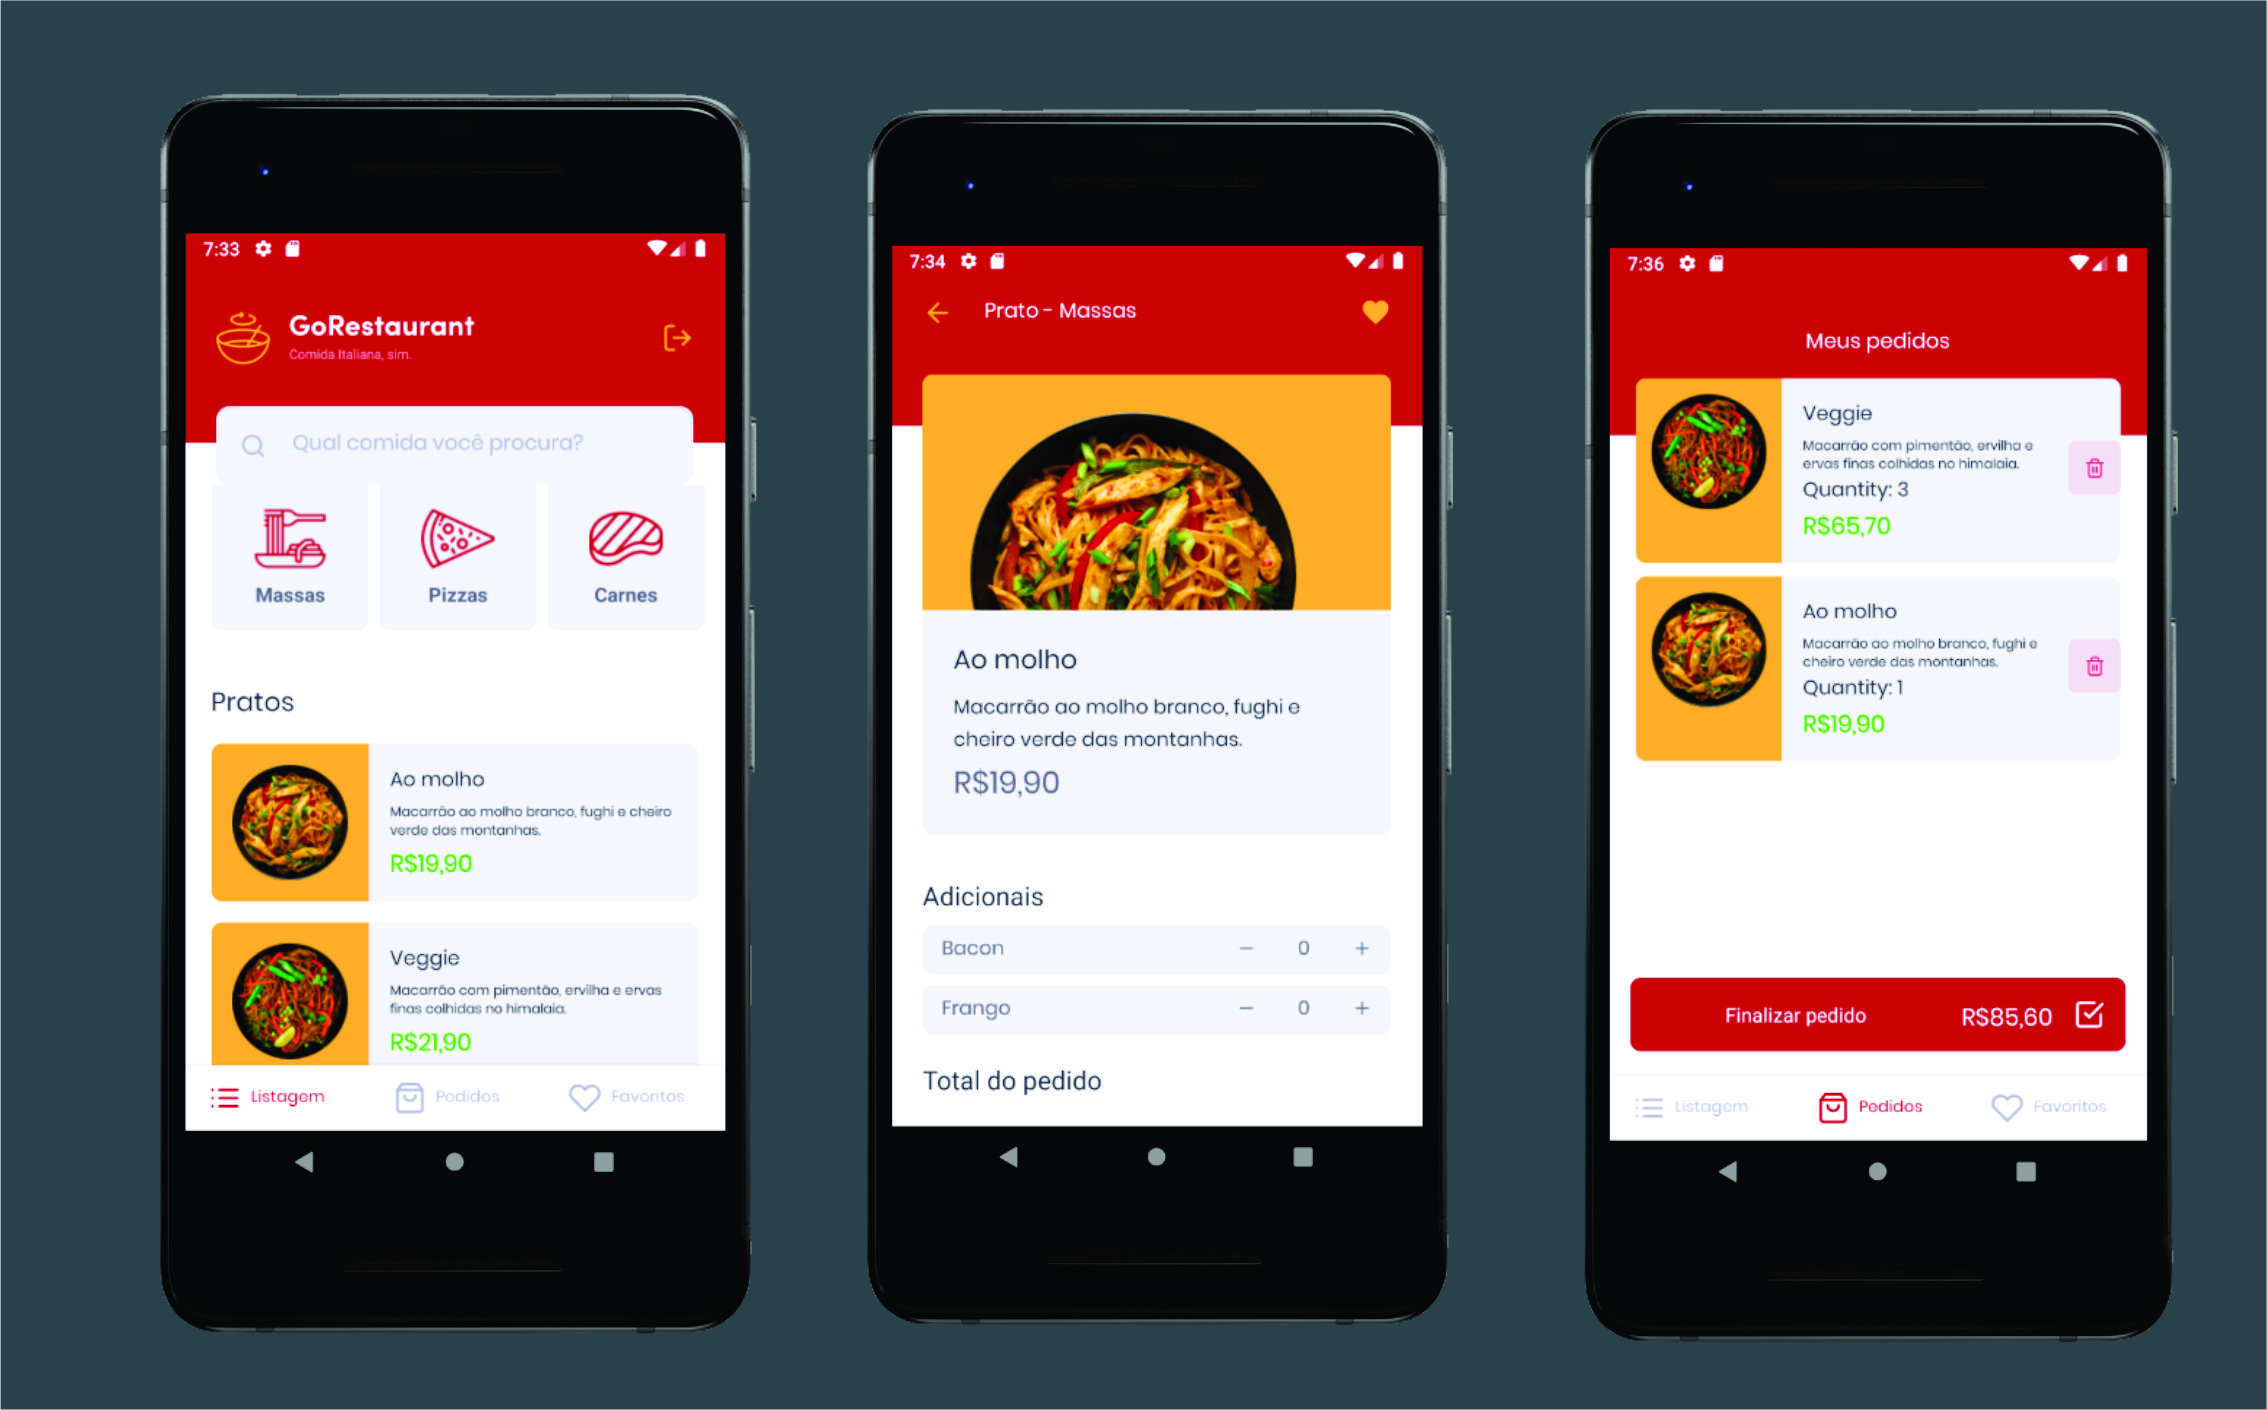 7:33
GoRestaurant
Comida Italiana, sim.
Qual comida você procura?
Massas
Pizzas
Carnes
Pratos
Ao molho
Macarrão ao molho branco, fughi e cheiro
verde das montanhas.
R$19,90
Veggie
Macarrão com pimentão, ervilha e ervas
finas colhidas no himalaia.
R$21,90
Listagem
Pedidos
Favoritos
7:34
Prato - Massas
Ao molho
Macarrão ao molho branco, fughi e
cheiro verde das montanhas.
R$19,90
Adicionais
Bacon
− 0 +
Frango
− 0 +
Total do pedido
7:36
Meus pedidos
Veggie
Macarrão com pimentão, ervilha e
ervas finas colhidas no himalaia.
Quantity: 3
R$65,70
Ao molho
Macarrão ao molho branco, fughi e
cheiro verde das montanhas.
Quantity: 1
R$19,90
Finalizar pedido
R$85,60
Listagem
Pedidos
Favoritos